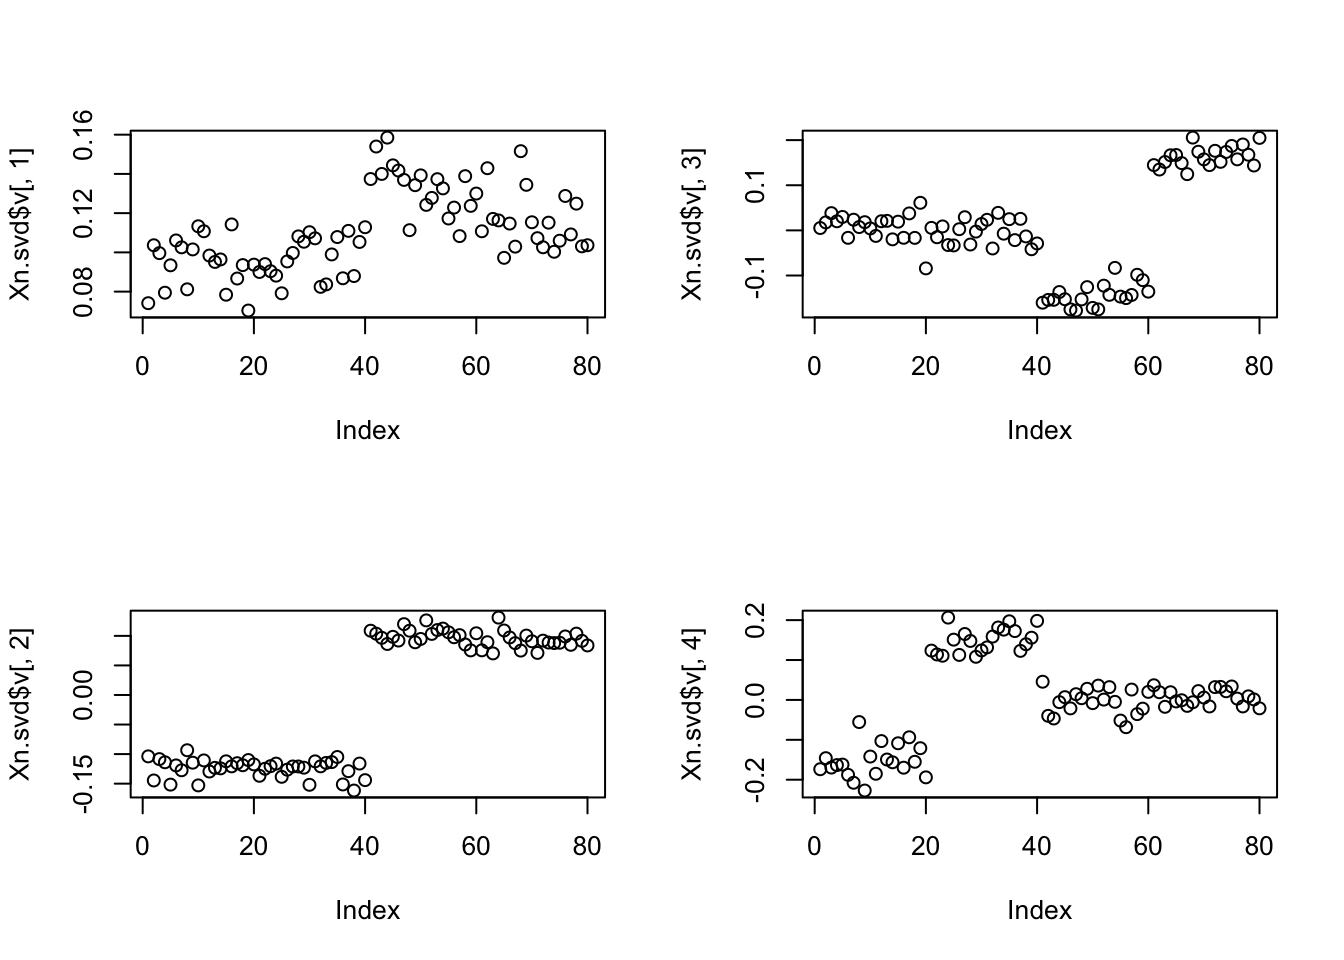 Xn.svd$v[, 1]
0.08 0.12 0.16
0 20 40 60 80
Index
Xn.svd$v[, 3]
-0.1 0.1
0 20 40 60 80
Index
Xn.svd$v[, 2]
-0.15 0.00
0 20 40 60 80
Index
Xn.svd$v[, 4]
-0.2 0.0 0.2
0 20 40 60 80
Index